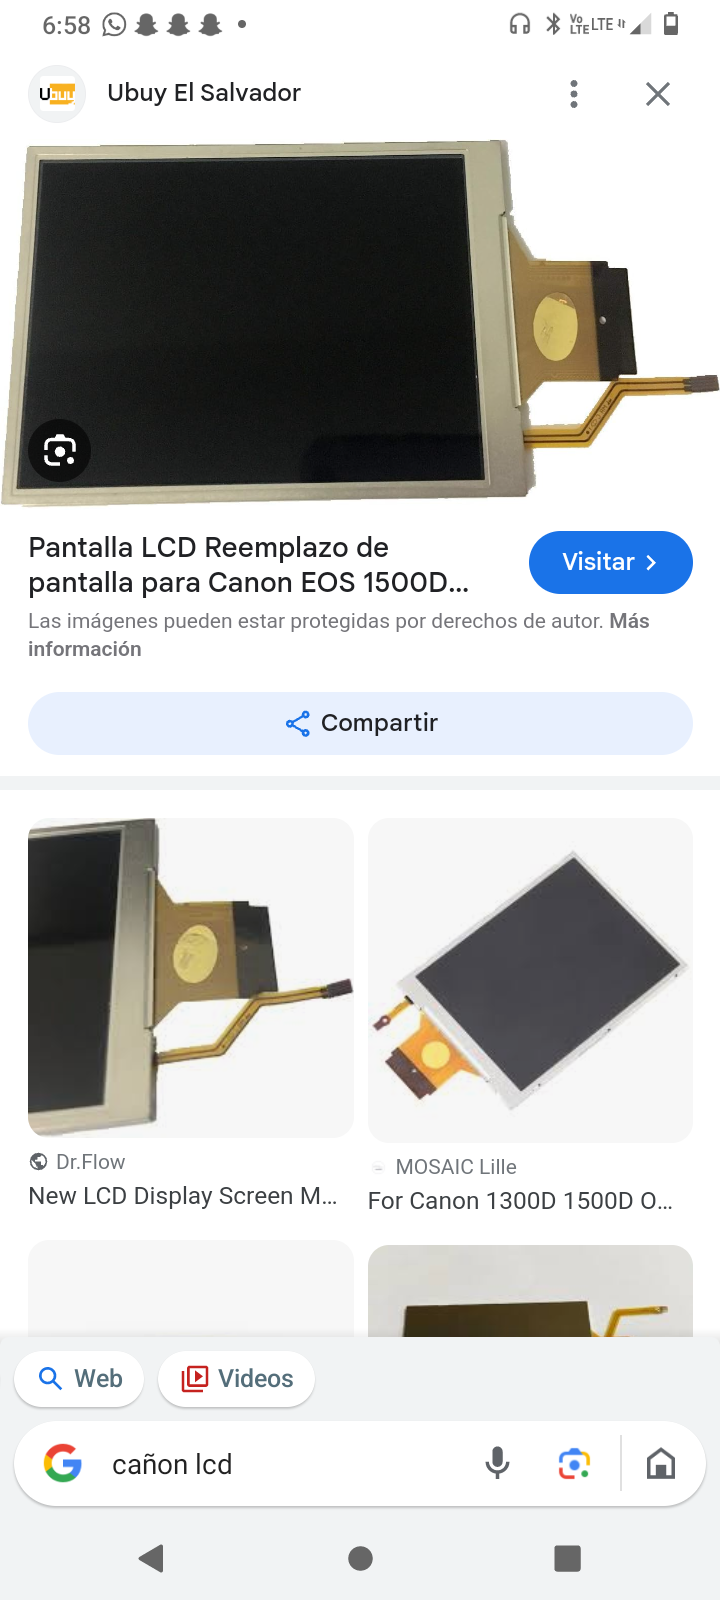 6:58
Vo LTE LTE
Ubuy
Ubuy El Salvador
Pantalla LCD Reemplazo de
pantalla para Canon EOS 1500D...
Visitar
Las imágenes pueden estar protegidas por derechos de autor. Más
información
Compartir
Dr.Flow
New LCD Display Screen M...
MOSAIC Lille
For Canon 1300D 1500D O...
Web
Videos
cañon lcd